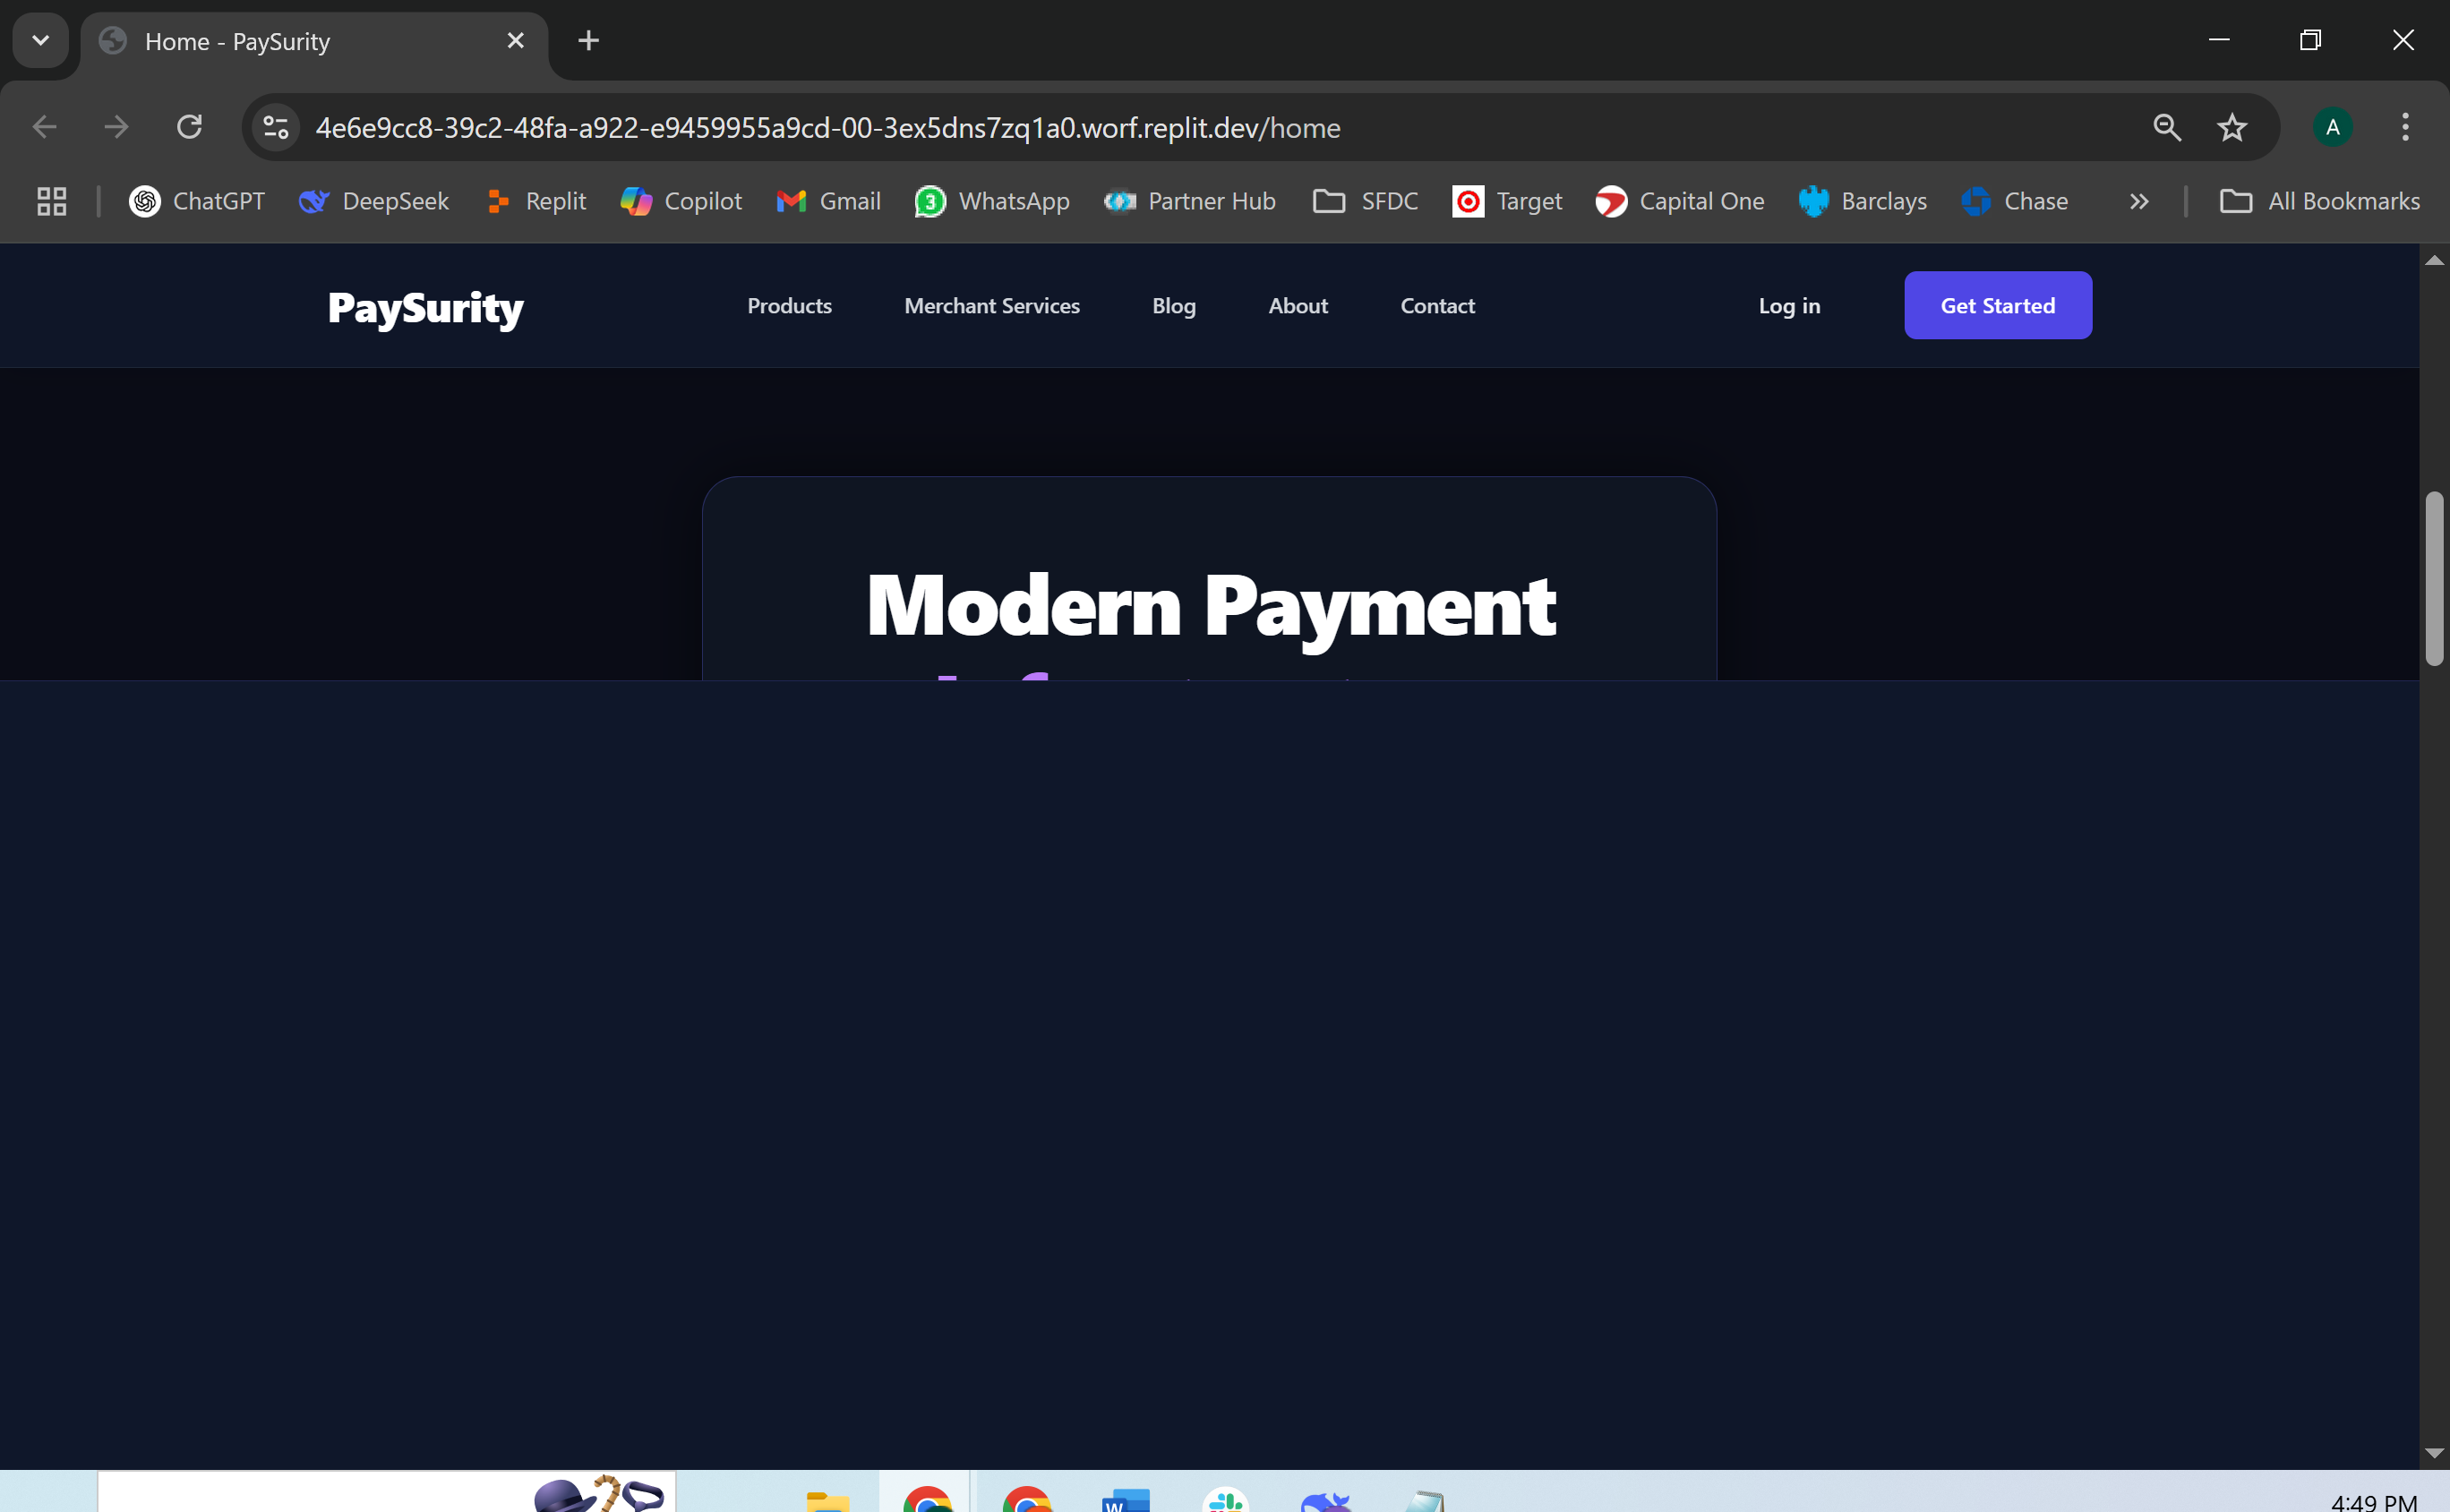 Home - PaySurity
4e6e9cc8-39c2-48fa-a922-e9459955a9cd-00-3ex5dns7zq1a0.worf.replit.dev/home
A
ChatGPT DeepSeek Replit Copilot Gmail 3 WhatsApp Partner Hub SFDC Target Capital One Barclays Chase All Bookmarks
PaySurity Products Merchant Services Blog About Contact Log in Get Started
Modern Payment
W
4:49 PM